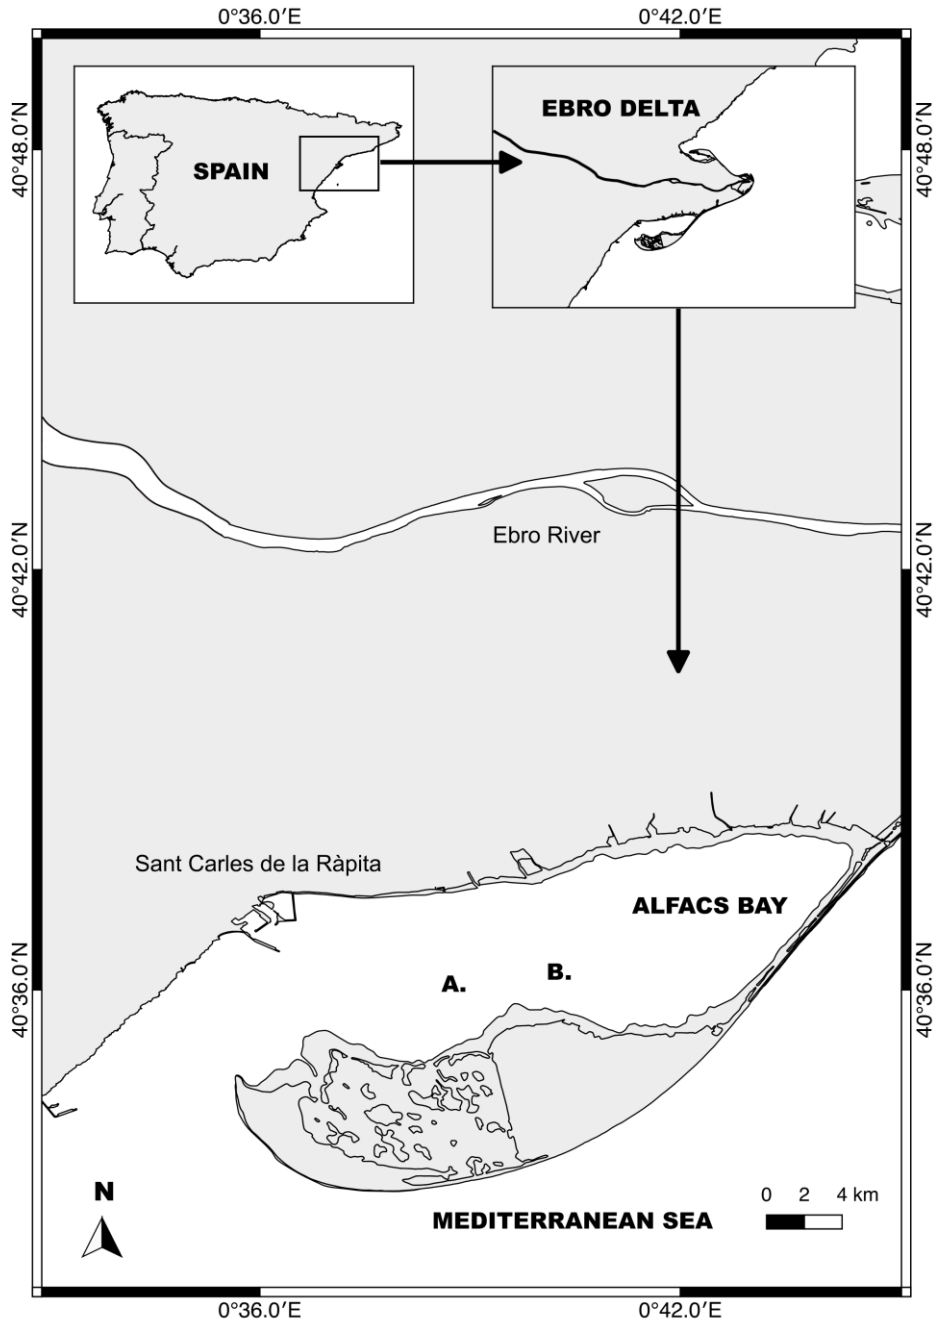 0°36.0′E
0°42.0′E
40°48.0′N
40°48.0′N
SPAIN
EBRO DELTA
Ebro River
40°42.0′N
40°42.0′N
Sant Carles de la Ràpita
ALFACS BAY
A.
B.
40°36.0′N
40°36.0′N
N
0 2 4 km
MEDITERRANEAN SEA
0°36.0′E
0°42.0′E